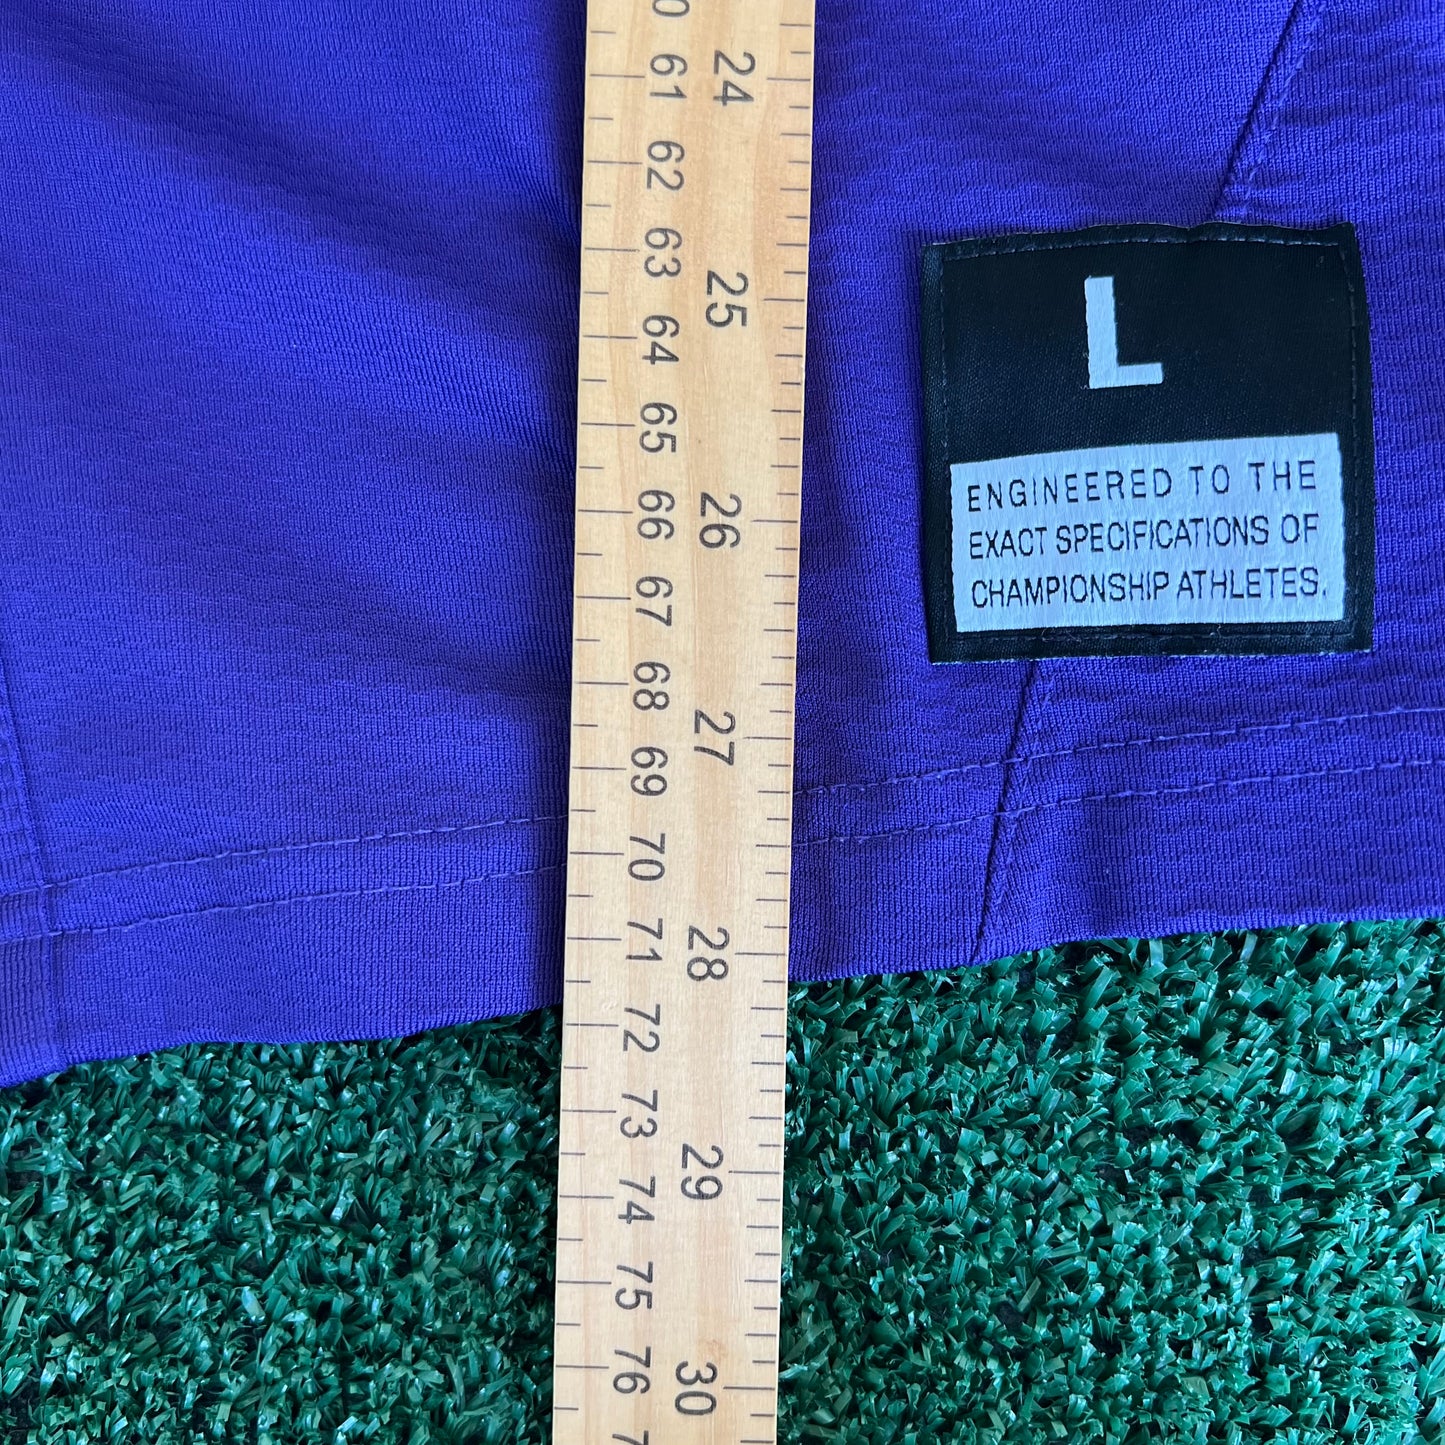 0 61 62 63 64 65 66 67 68 69 70 71 72 73 74 75 76
24 25 26 27 28 29 30
L
ENGINEERED TO THE
EXACT SPECIFICATIONS OF
CHAMPIONSHIP ATHLETES.